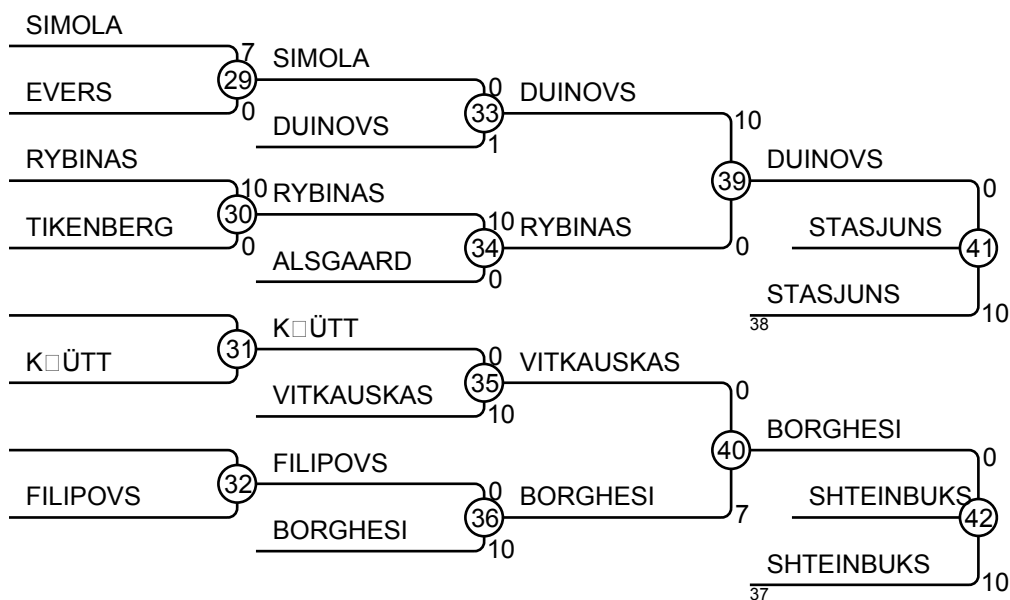 SIMOLA
7
SIMOLA
29
0
EVERS
0
DUINOVS
33
DUINOVS
1
10
RYBINAS
DUINOVS
10
RYBINAS
39
0
30
10
TIKENBERG
RYBINAS
STASJUNS
41
0
34
0
ALSGAARD
0
STASJUNS
10
38
K□ÜTT
31
0
K□ÜTT
VITKAUSKAS
35
0
VITKAUSKAS
10
BORGHESI
40
0
FILIPOVS
32
0
FILIPOVS
BORGHESI
SHTEINBUKS
36
7
42
BORGHESI
10
SHTEINBUKS
10
37